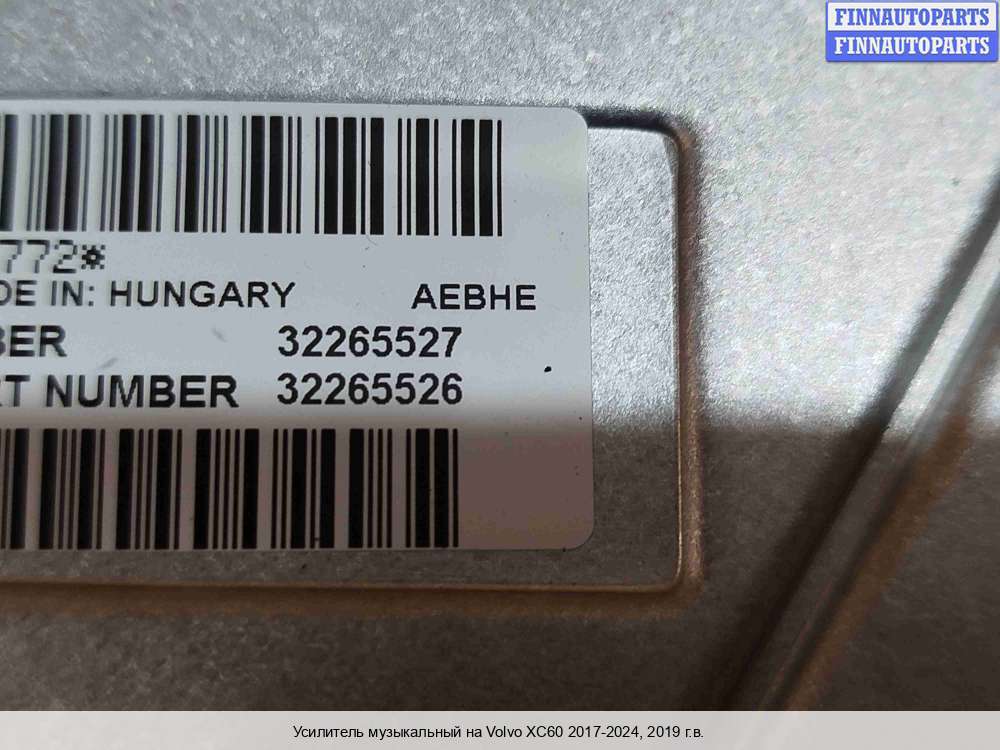 FINNAUTOPARTS
FINNAUTOPARTS
772*
DE IN: HUNGARY AEBHE
BER 32265527
RT NUMBER 32265526
Усилитель музыкальный на Volvo XC60 2017-2024, 2019 г.в.